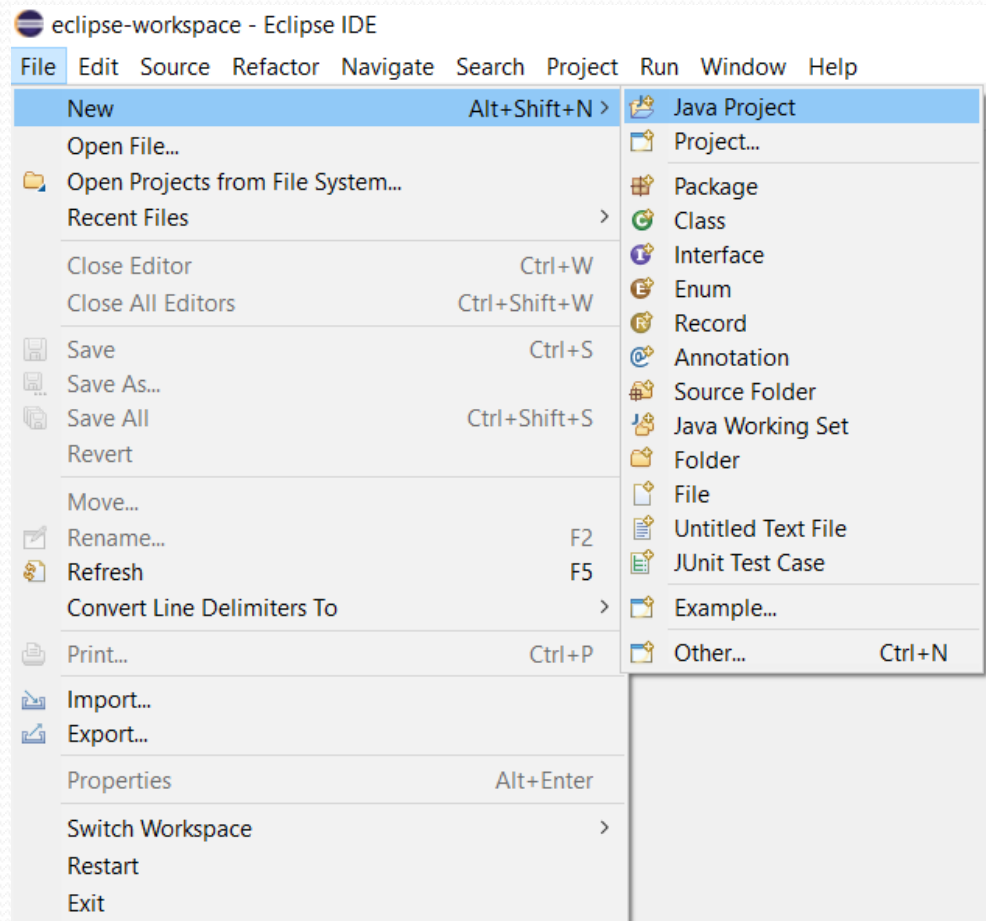 eclipse-workspace - Eclipse IDE
File Edit Source Refactor Navigate Search Project Run Window Help
New Alt+Shift+N >
Open File...
Open Projects from File System...
Recent Files >
Close Editor Ctrl+W
Close All Editors Ctrl+Shift+W
Save Ctrl+S
Save As...
Save All Ctrl+Shift+S
Revert
Move...
Rename... F2
Refresh F5
Convert Line Delimiters To >
Print... Ctrl+P
Import...
Export...
Properties Alt+Enter
Switch Workspace >
Restart
Exit
Java Project
Project...
Package
Class
Interface
Enum
Record
Annotation
Source Folder
Java Working Set
Folder
File
Untitled Text File
JUnit Test Case
Example...
Other... Ctrl+N